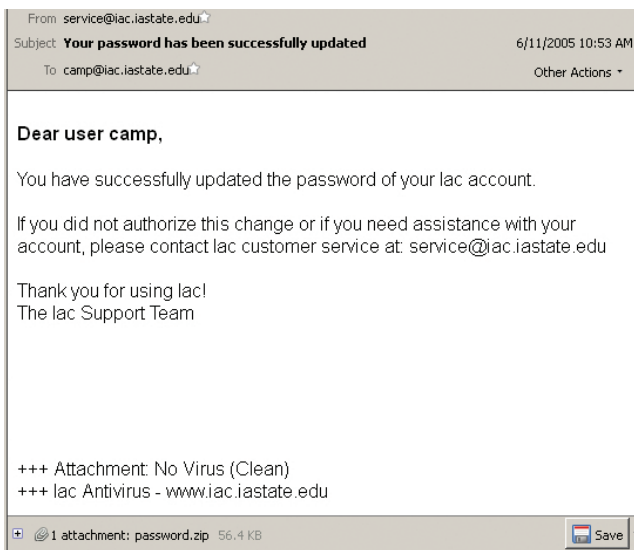 From service@iac.iastate.edu
Subject Your password has been successfully updated 6/11/2005 10:53 AM
To camp@iac.iastate.edu Other Actions
Dear user camp,
You have successfully updated the password of your Iac account.
If you did not authorize this change or if you need assistance with your
account, please contact Iac customer service at: service@iac.iastate.edu
Thank you for using Iac!
The Iac Support Team
+++ Attachment: No Virus (Clean)
+++ Iac Antivirus - www.iac.iastate.edu
1 attachment: password.zip 56.4 KB Save